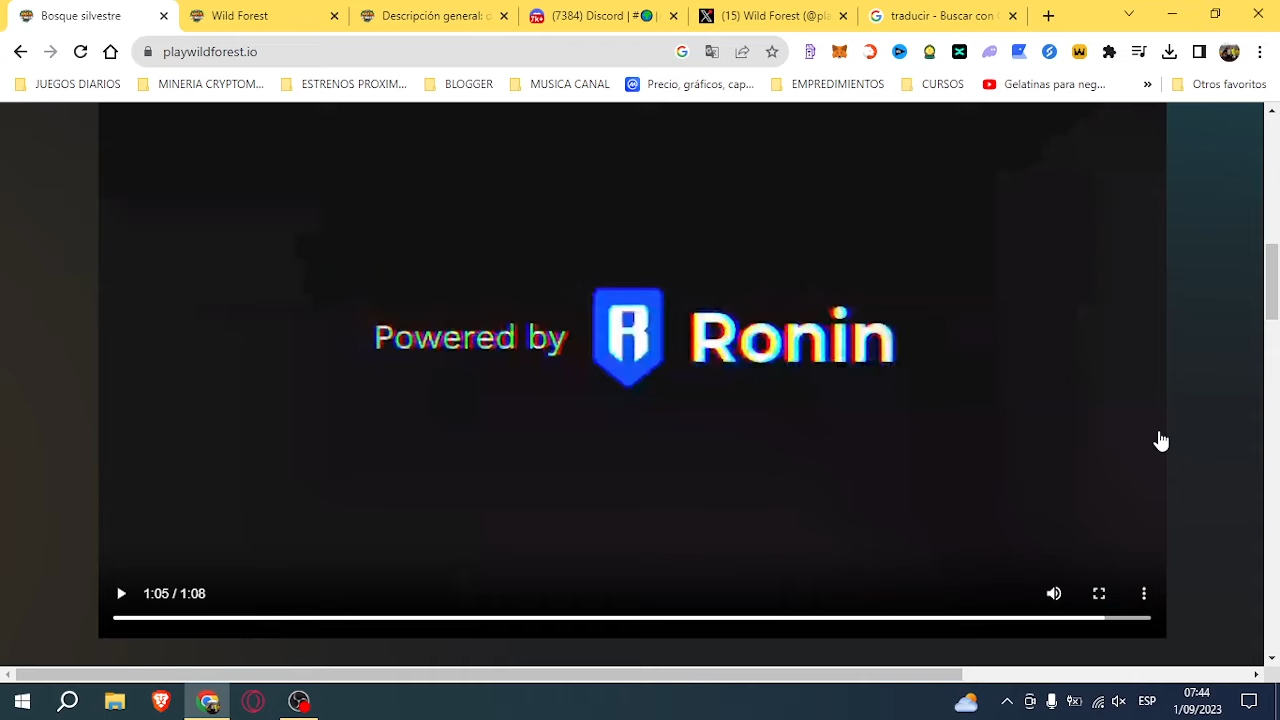 Bosque silvestre
Wild Forest
Descripción general: c
(7384) Discord | #
(15) Wild Forest (@pla
traducir - Buscar con
playwildforest.io
JUEGOS DIARIOS
MINERIA CRYPTOM...
ESTRENOS PROXIM...
BLOGGER
MUSICA CANAL
Precio, gráficos, cap...
EMPREDIMIENTOS
CURSOS
Gelatinas para neg...
»
Otros favoritos
Powered by Ronin
1:05 / 1:08
ESP
07:44
1/09/2023